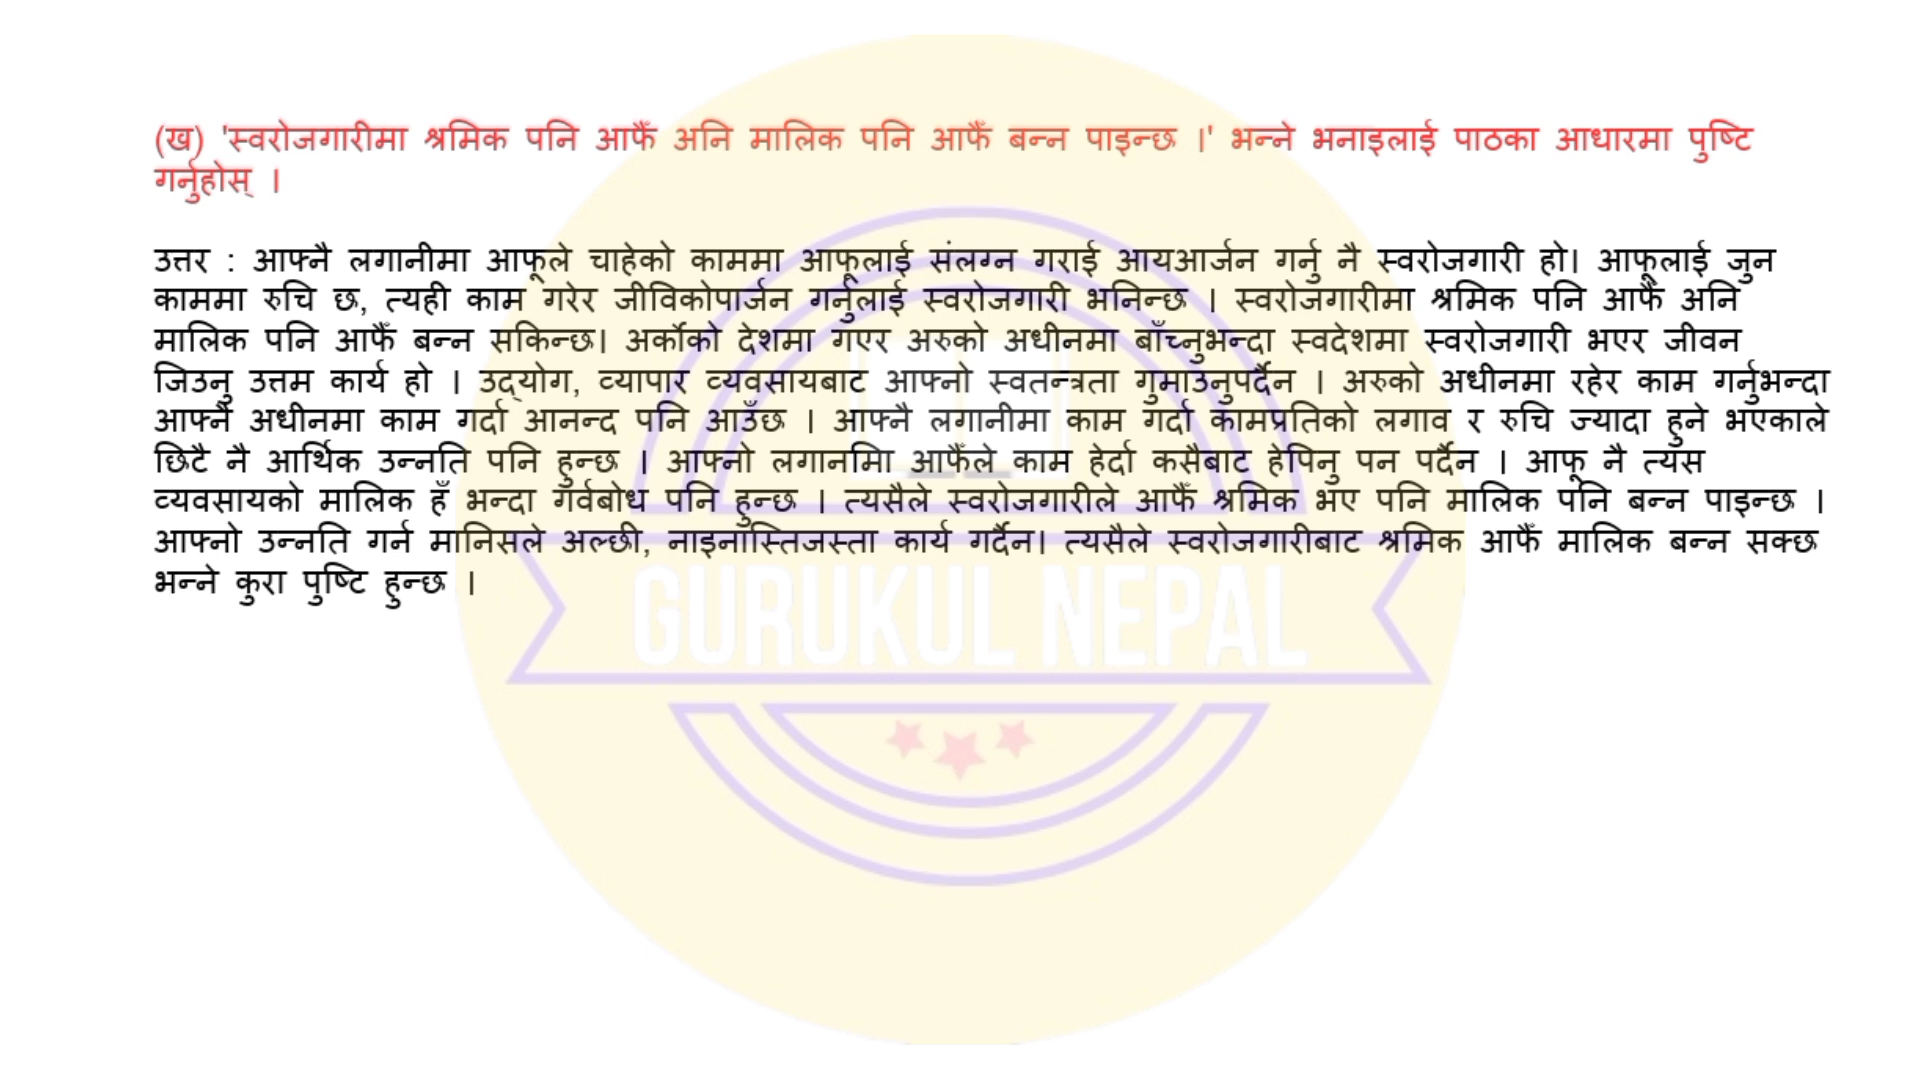 (ख) 'स्वरोजगारीमा श्रमिक पनि आफैँ अनि मालिक पनि आफैँ बन्न पाइन्छ ।' भन्ने भनाइलाई पाठका आधारमा पुष्टि
गर्नुहोस् ।
उत्तर : आफ्नै लगानीमा आफूले चाहेको काममा आफूलाई संलग्न गराई आयआर्जन गर्नु नै स्वरोजगारी हो। आफूलाई जुन
काममा रुचि छ, त्यही काम गरेर जीविकोपार्जन गर्नुलाई स्वरोजगारी भनिन्छ । स्वरोजगारीमा श्रमिक पनि आफैँ अनि
मालिक पनि आफैँ बन्न सकिन्छ। अर्काको देशमा गएर अरुको अधीनमा बाँच्नुभन्दा स्वदेशमा स्वरोजगारी भएर जीवन
जिउनु उत्तम कार्य हो । उद्‌योग, व्यापार व्यवसायबाट आफ्नो स्वतन्त्रता गुमाउनुपर्दैन । अरुको अधीनमा रहेर काम गर्नुभन्दा
आफ्नै अधीनमा काम गर्दा आनन्द पनि आउँछ । आफ्नै लगानीमा काम गर्दा कामप्रतिको लगाव र रुचि ज्यादा हुने भएकाले
छिटै नै आर्थिक उन्नति पनि हुन्छ । आफ्नो लगानमिा आफैँले काम हेर्दा कसैबाट हेपिनु पन पर्दैन । आफू नै त्यस
व्यवसायको मालिक हँ भन्दा गर्वबोध पनि हुन्छ । त्यसैले स्वरोजगारीले आफैँ श्रमिक भए पनि मालिक पनि बन्न पाइन्छ ।
आफ्नो उन्नति गर्न मानिसले अल्छी, नाइनास्तिजस्ता कार्य गर्दैन। त्यसैले स्वरोजगारीबाट श्रमिक आफैँ मालिक बन्न सक्छ
भन्ने कुरा पुष्टि हुन्छ ।
GURUKUL NEPAL